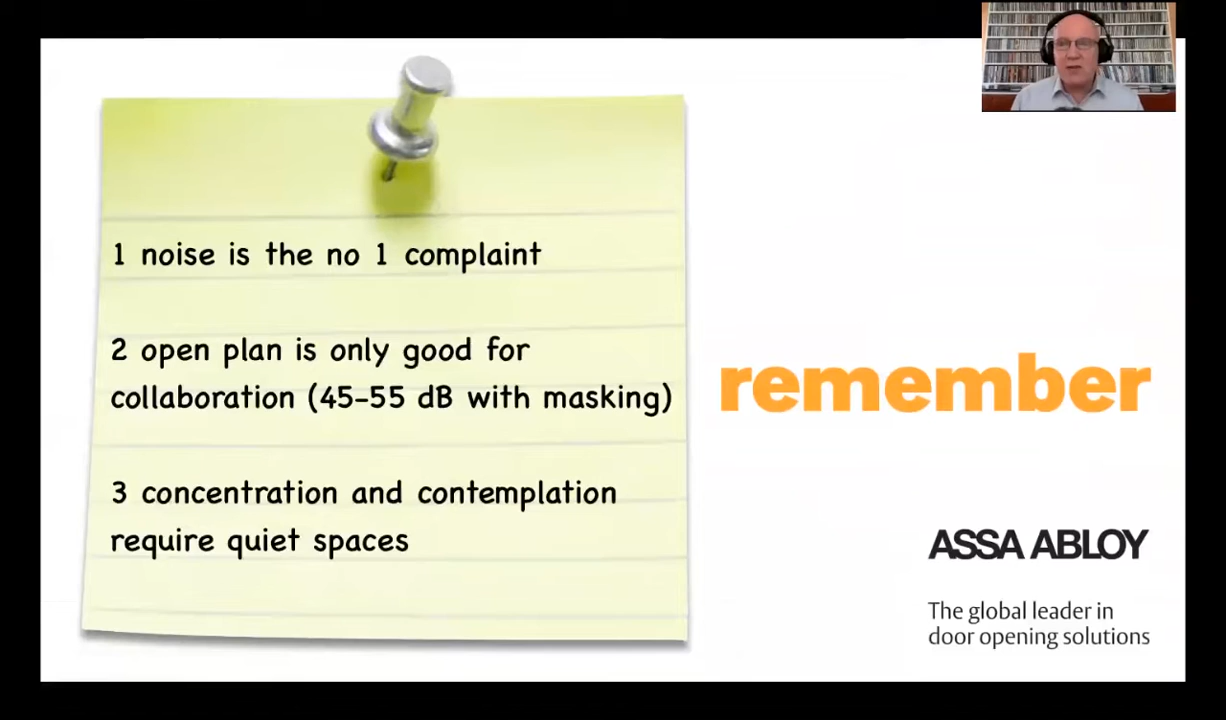 1 noise is the no 1 complaint
2 open plan is only good for
collaboration (45-55 dB with masking)
3 concentration and contemplation
require quiet spaces
remember
ASSA ABLOY
The global leader in
door opening solutions